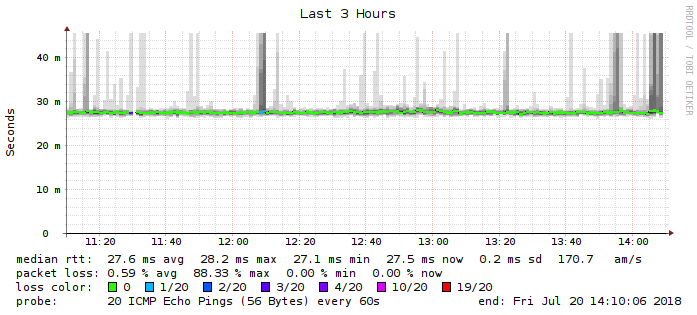 Last 3 Hours
RRDTOOL / TOBI OETIKER
Seconds
40 m
30 m
20 m
10 m
0
11:20 11:40 12:00 12:20 12:40 13:00 13:20 13:40 14:00
median rtt: 27.6 ms avg 28.2 ms max 27.1 ms min 27.5 ms now 0.2 ms sd 170.7 am/s
packet loss: 0.59 % avg 88.33 % max 0.00 % min 0.00 % now
loss color: 0 1/20 2/20 3/20 4/20 10/20 19/20
probe: 20 ICMP Echo Pings (56 Bytes) every 60s end: Fri Jul 20 14:10:06 2018